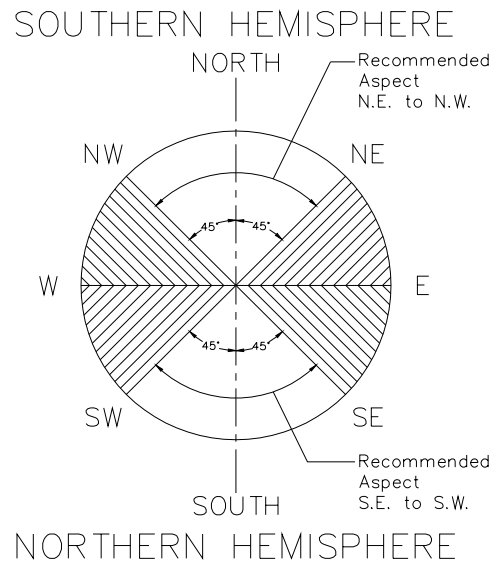 SOUTHERN HEMISPHERE
NORTH
Recommended
Aspect
N.E. to N.W.
NW
NE
45°
45°
W
E
45°
45°
SW
SE
Recommended
Aspect
S.E. to S.W.
SOUTH
NORTHERN HEMISPHERE